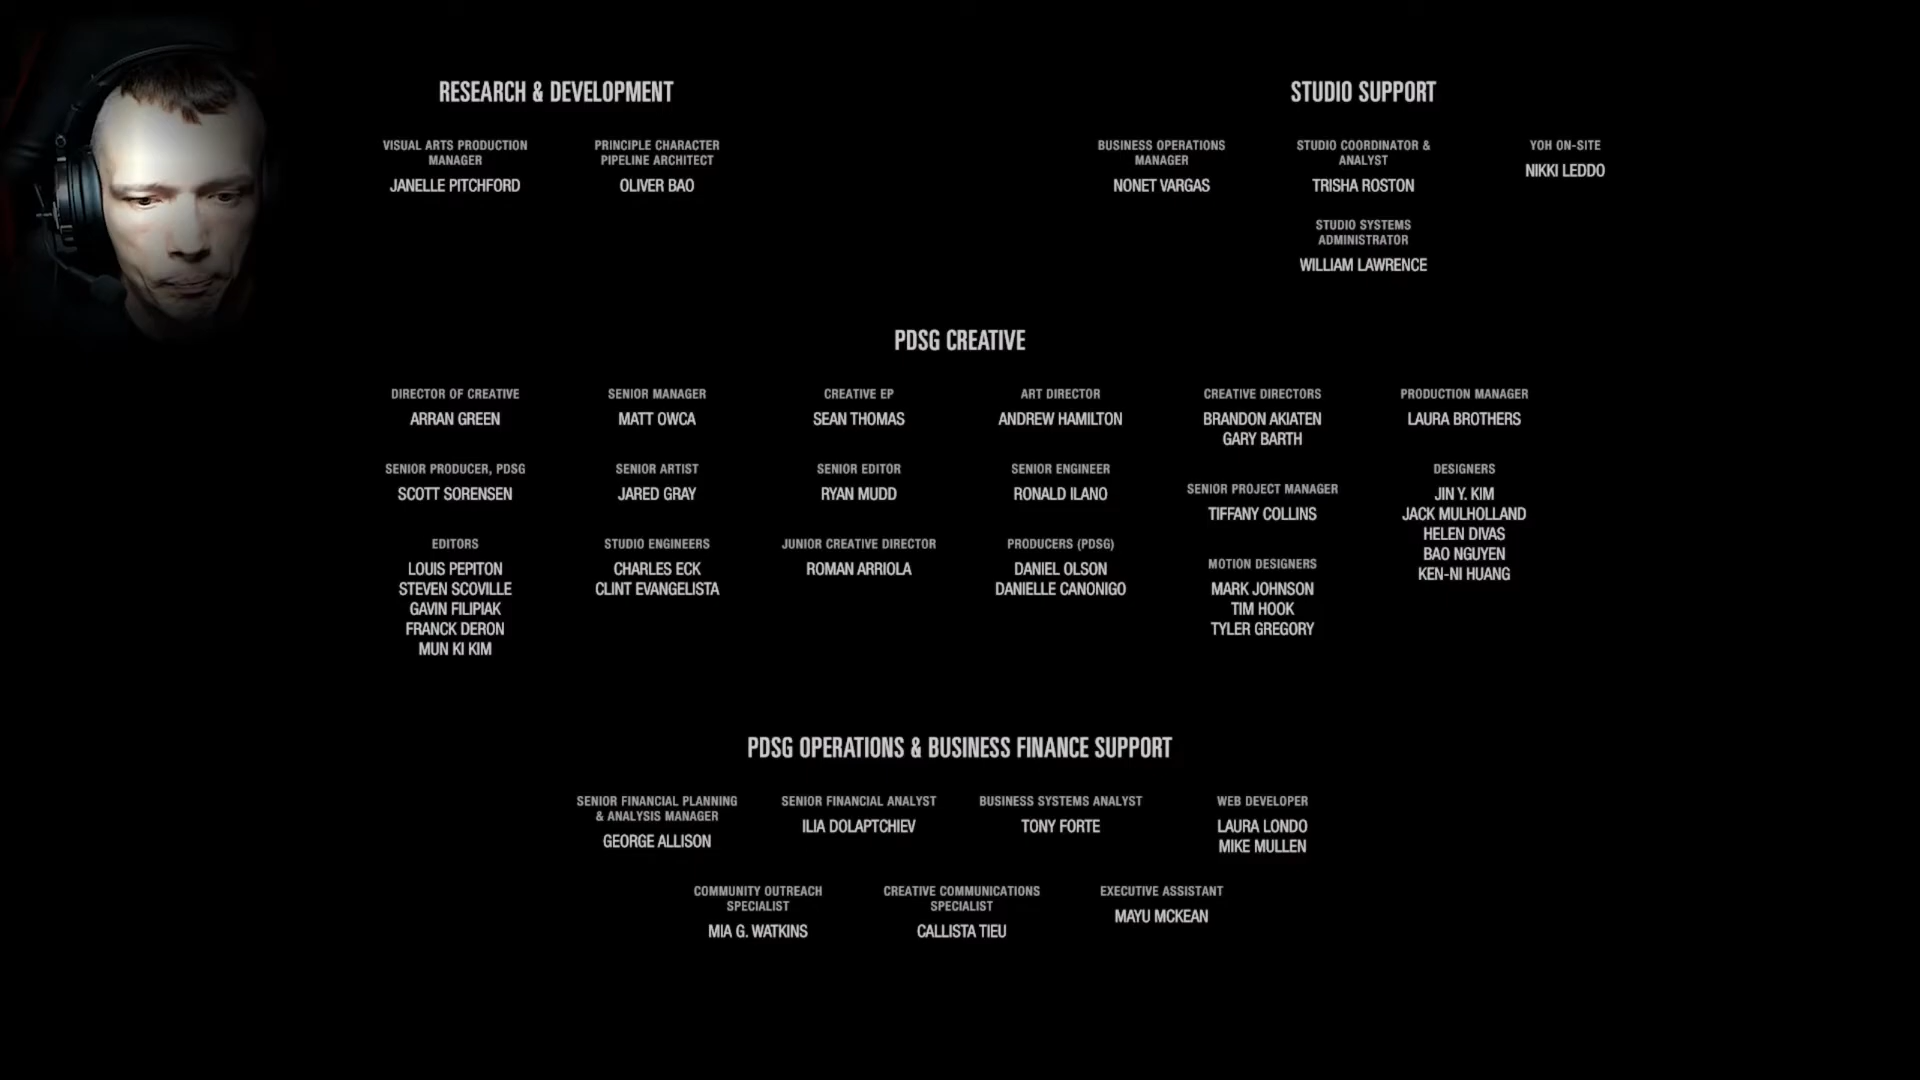 RESEARCH & DEVELOPMENT
VISUAL ARTS PRODUCTION
MANAGER
JANELLE PITCHFORD
PRINCIPLE CHARACTER
PIPELINE ARCHITECT
OLIVER BAO
STUDIO SUPPORT
BUSINESS OPERATIONS
MANAGER
NONET VARGAS
STUDIO COORDINATOR &
ANALYST
TRISHA ROSTON
YOH ON-SITE
NIKKI LEDDO
STUDIO SYSTEMS
ADMINISTRATOR
WILLIAM LAWRENCE
PDSG CREATIVE
DIRECTOR OF CREATIVE
ARRAN GREEN
SENIOR MANAGER
MATT OWCA
CREATIVE EP
SEAN THOMAS
ART DIRECTOR
ANDREW HAMILTON
CREATIVE DIRECTORS
BRANDON AKIATEN
GARY BARTH
PRODUCTION MANAGER
LAURA BROTHERS
SENIOR PRODUCER, PDSG
SCOTT SORENSEN
SENIOR ARTIST
JARED GRAY
SENIOR EDITOR
RYAN MUDD
SENIOR ENGINEER
RONALD ILANO
SENIOR PROJECT MANAGER
TIFFANY COLLINS
DESIGNERS
JIN Y. KIM
JACK MULHOLLAND
HELEN DIVAS
BAO NGUYEN
KEN-NI HUANG
EDITORS
LOUIS PEPITON
STEVEN SCOVILLE
GAVIN FILIPIAK
FRANCK DERON
MUN KI KIM
STUDIO ENGINEERS
CHARLES ECK
CLINT EVANGELISTA
JUNIOR CREATIVE DIRECTOR
ROMAN ARRIOLA
PRODUCERS (PDSG)
DANIEL OLSON
DANIELLE CANONIGO
MOTION DESIGNERS
MARK JOHNSON
TIM HOOK
TYLER GREGORY
PDSG OPERATIONS & BUSINESS FINANCE SUPPORT
SENIOR FINANCIAL PLANNING
& ANALYSIS MANAGER
GEORGE ALLISON
SENIOR FINANCIAL ANALYST
ILIA DOLAPTCHIEV
BUSINESS SYSTEMS ANALYST
TONY FORTE
WEB DEVELOPER
LAURA LONDO
MIKE MULLEN
COMMUNITY OUTREACH
SPECIALIST
MIA G. WATKINS
CREATIVE COMMUNICATIONS
SPECIALIST
CALLISTA TIEU
EXECUTIVE ASSISTANT
MAYU MCKEAN